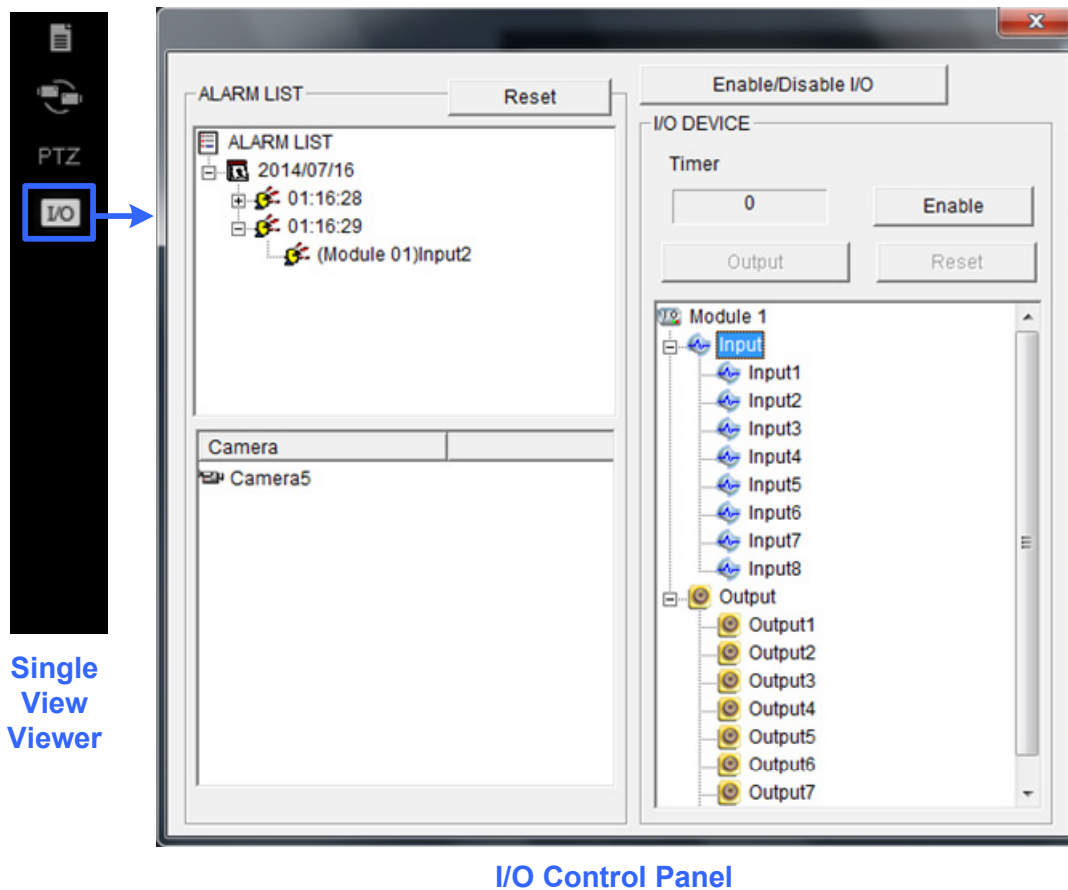 PTZ
I/O
Single
View
Viewer
X
ALARM LIST
Reset
ALARM LIST
2014/07/16
01:16:28
01:16:29
(Module 01)Input2
Camera
Camera5
Enable/Disable I/O
I/O DEVICE
Timer
0
Enable
Output
Reset
Module 1
Input
Input1
Input2
Input3
Input4
Input5
Input6
Input7
Input8
Output
Output1
Output2
Output3
Output4
Output5
Output6
Output7
I/O Control Panel